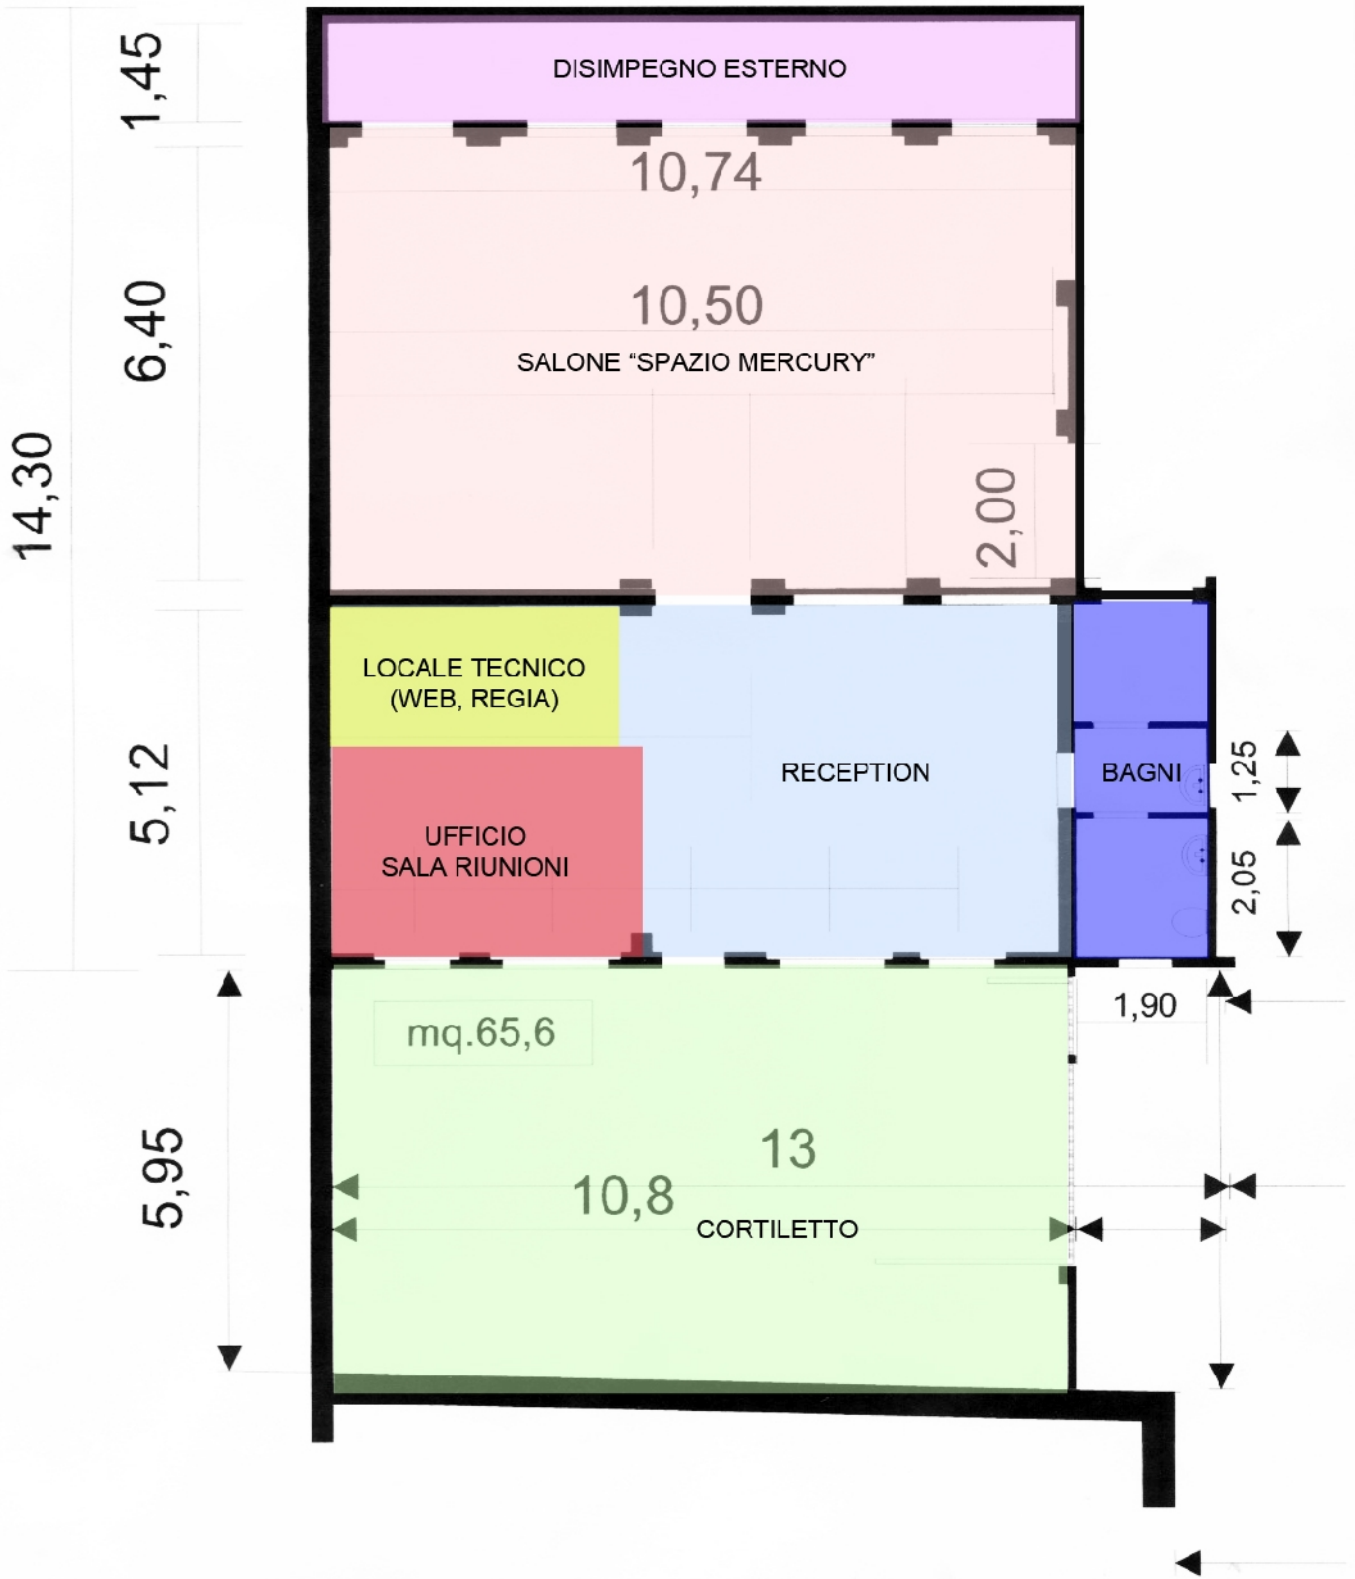 1,45
DISIMPEGNO ESTERNO
10,74
6,40
10,50
SALONE “SPAZIO MERCURY”
14,30
2,00
LOCALE TECNICO
(WEB, REGIA)
5,12
RECEPTION
BAGNI
1,25
UFFICIO
SALA RIUNIONI
2,05
mq.65,6
1,90
5,95
13
10,8
CORTILETTO